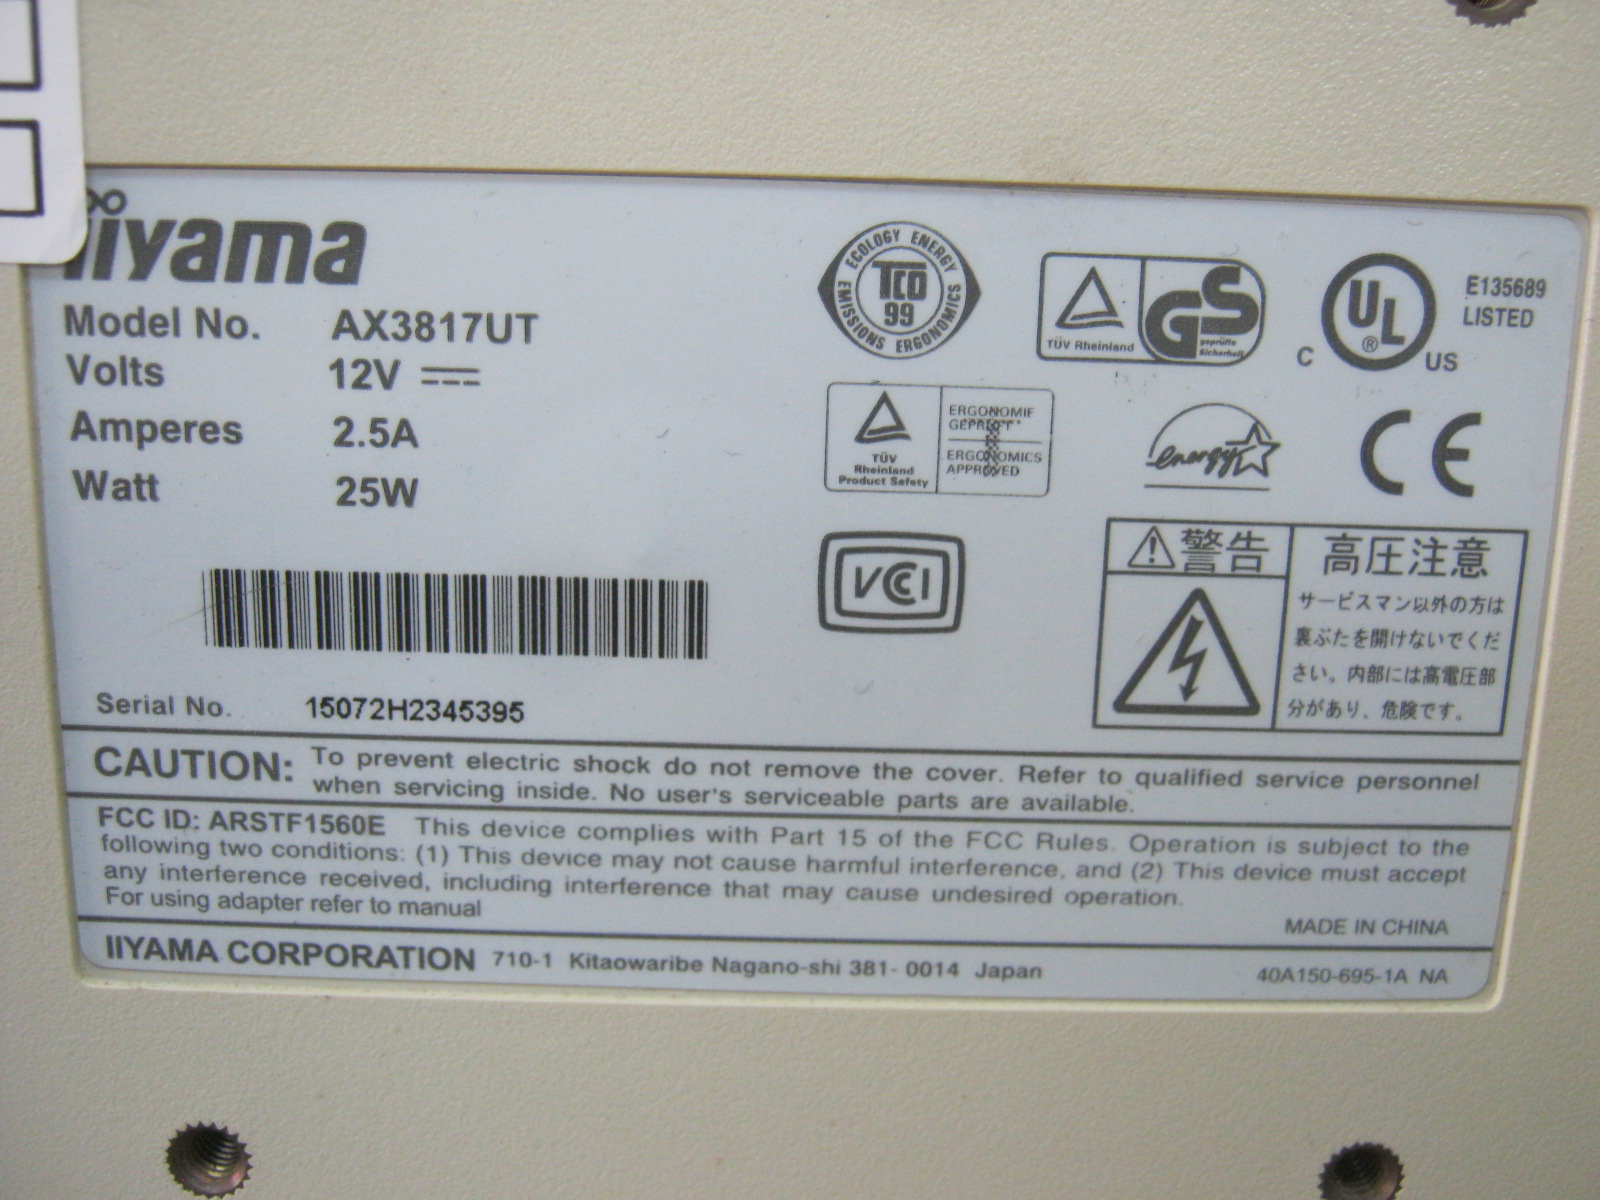 iiyama
Model No. AX3817UT
Volts 12V
Amperes 2.5A
Watt 25W
Serial No. 15072H2345395
ECOLOGY ENERGY
TCO
99
EMISSIONS ERGONOMICS
TÜV Rheinland
GS
geprüfte
Sicherheit
C UL ® US
E135689
LISTED
TÜV
Rheinland
Product Safety
ERGONOMIE
GEPRÜFT
ERGONOMICS
APPROVED
energy
CE
VCCI
警告
高圧注意
サービスマン以外の方は
裏ぶたを開けないでくだ
さい。内部には高電圧部
分があり、危険です。
CAUTION: To prevent electric shock do not remove the cover. Refer to qualified service personnel
when servicing inside. No user's serviceable parts are available.
FCC ID: ARSTF1560E This device complies with Part 15 of the FCC Rules. Operation is subject to the
following two conditions: (1) This device may not cause harmful interference, and (2) This device must accept
any interference received, including interference that may cause undesired operation.
For using adapter refer to manual
MADE IN CHINA
IIYAMA CORPORATION 710-1 Kitaowaribe Nagano-shi 381- 0014 Japan
40A150-695-1A NA